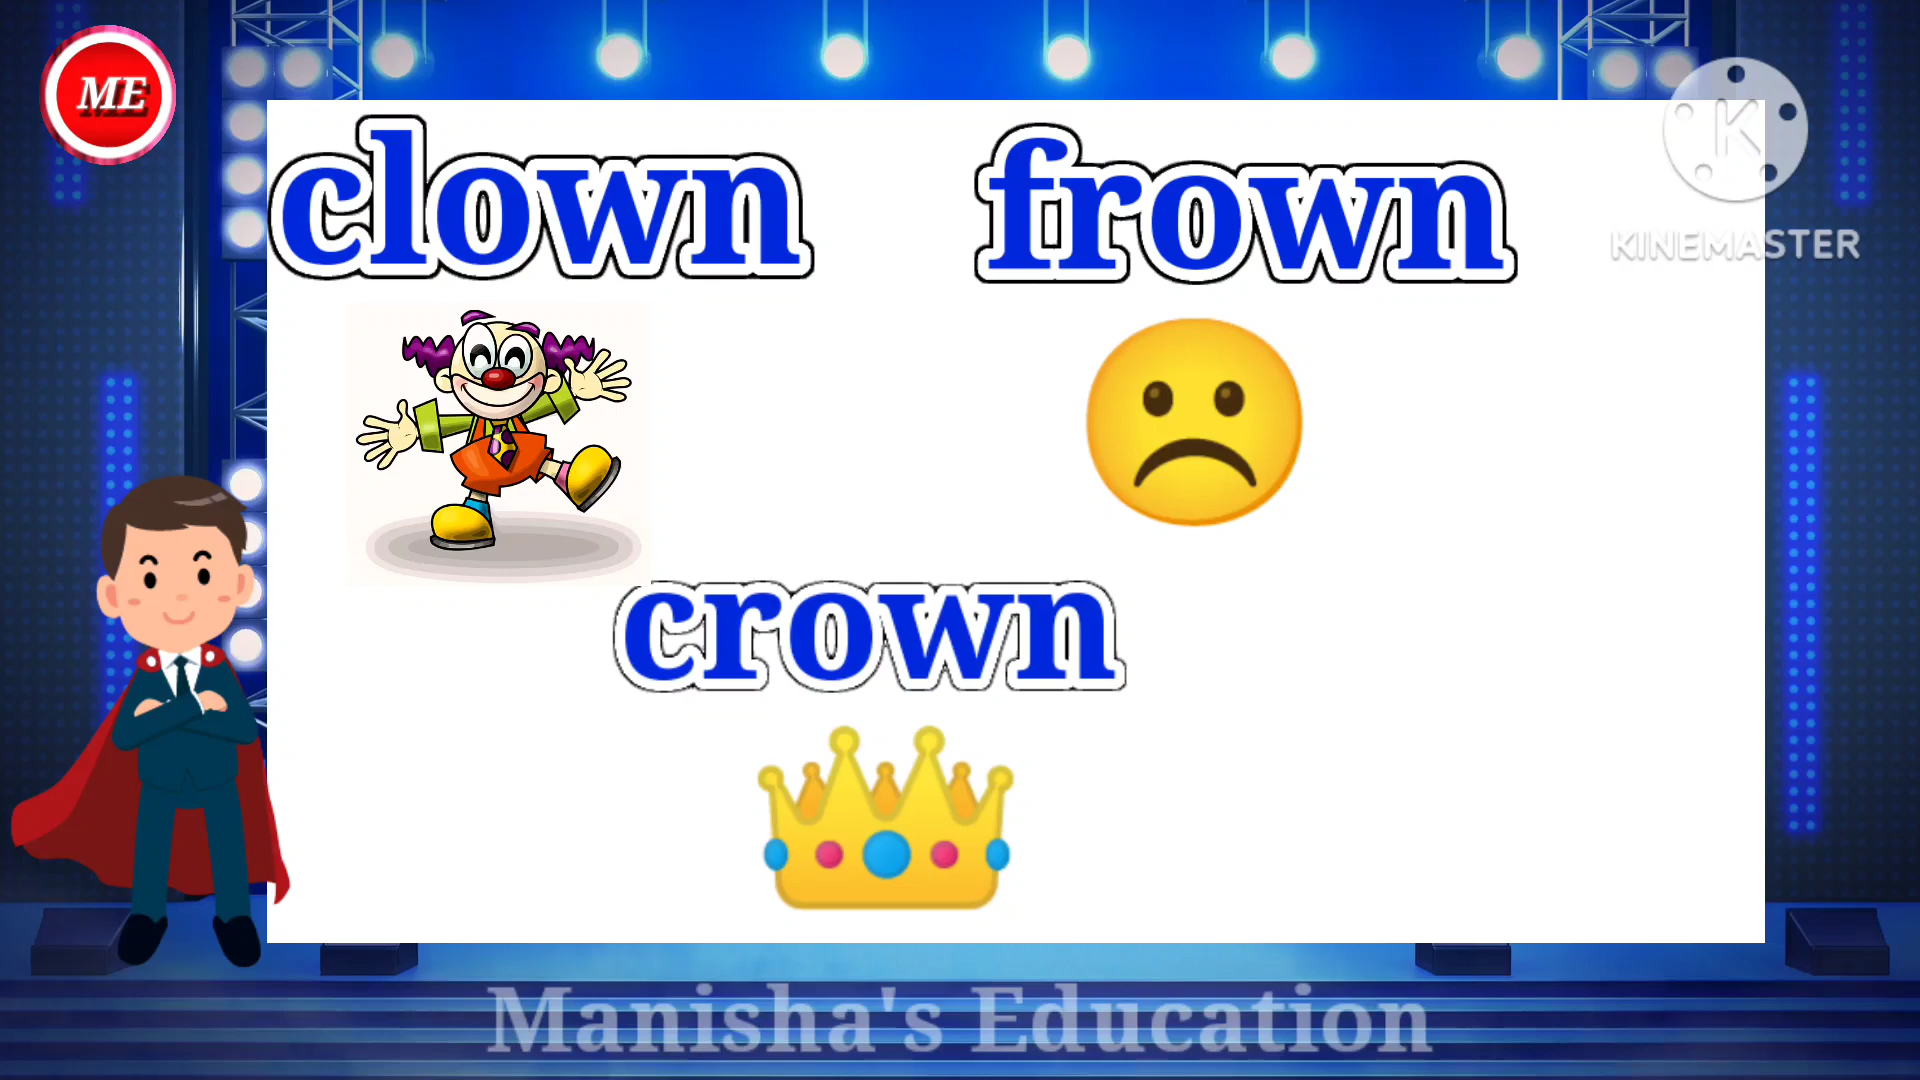 ME
clown
frown
K
KINEMASTER
crown
Manisha's Education